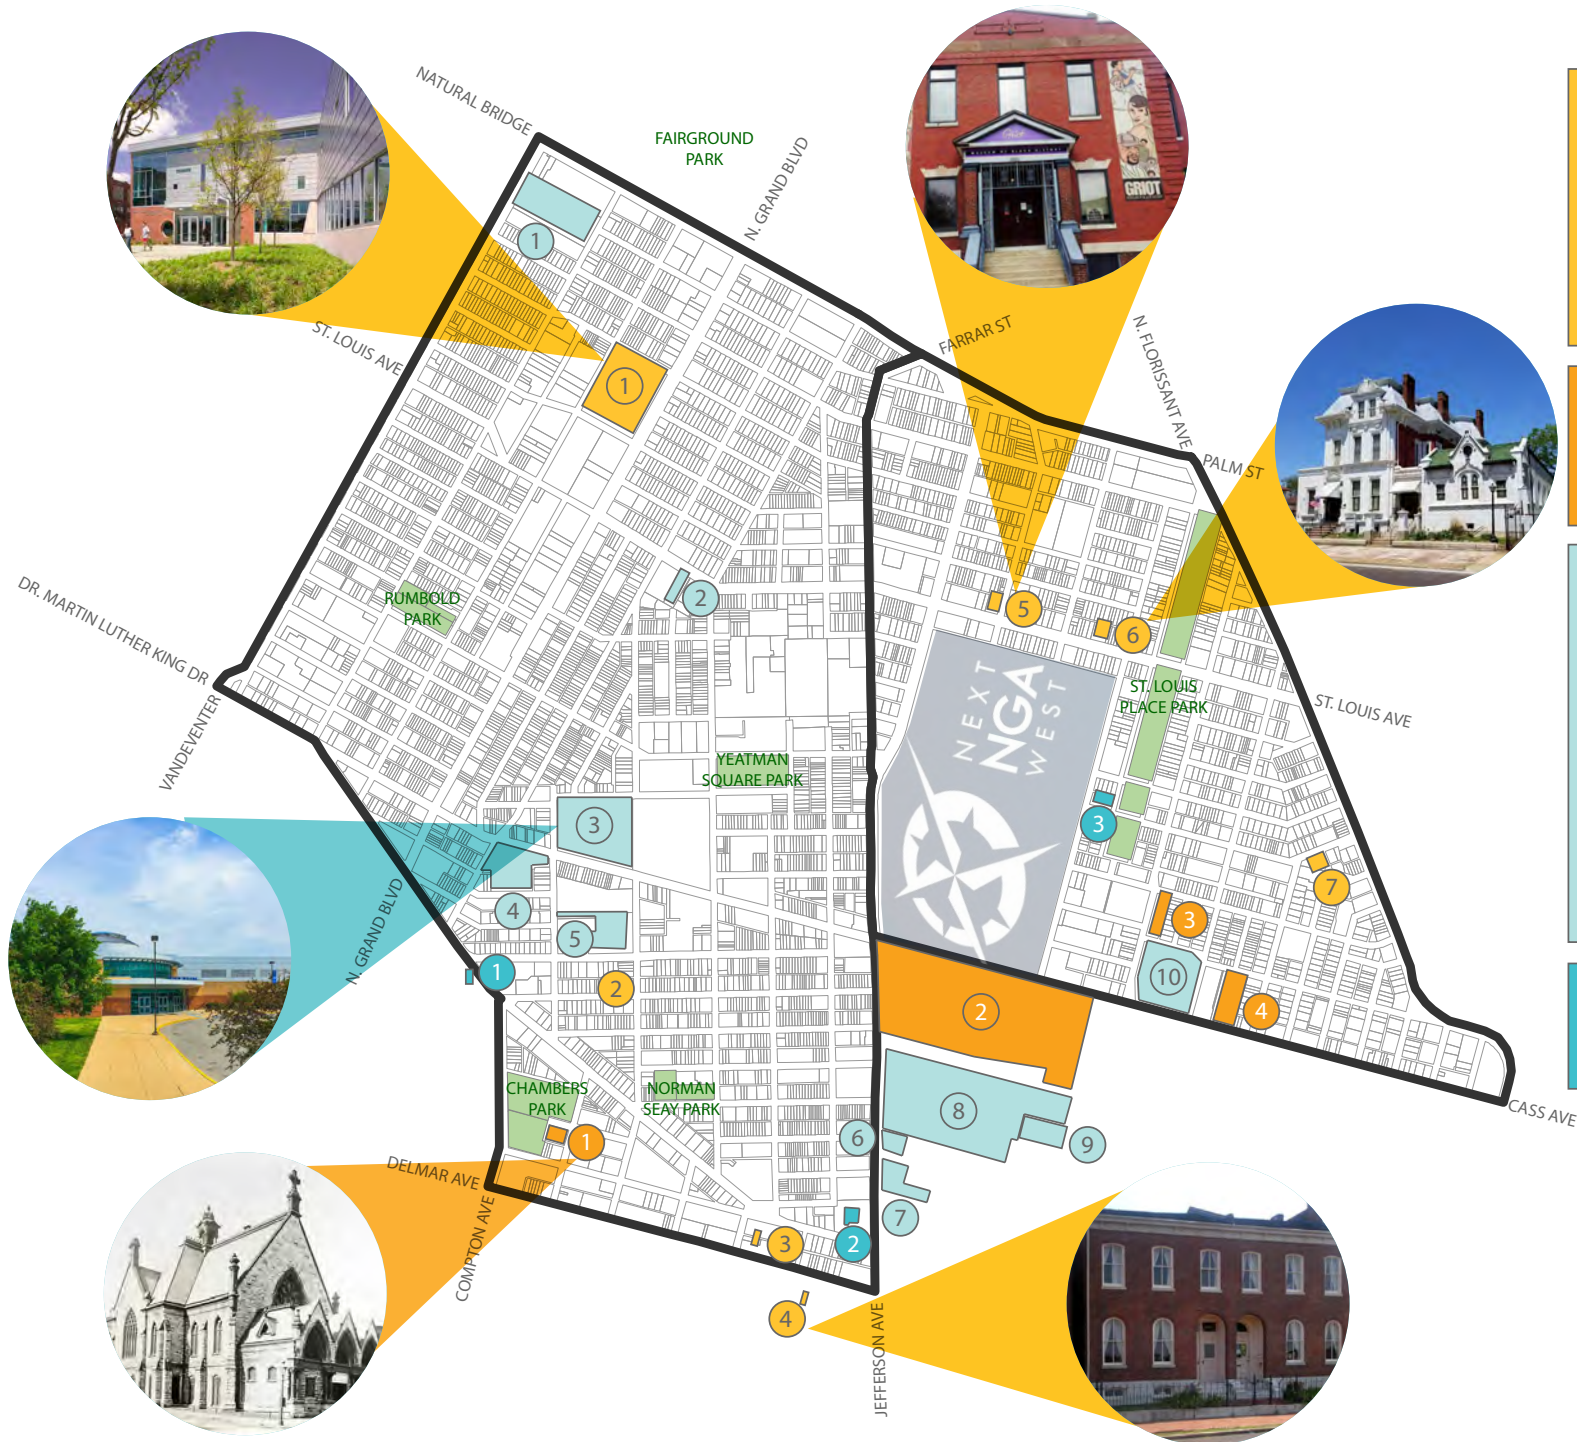 NATURAL BRIDGE
FAIRGROUND
PARK
N. GRAND BLVD
GRIOT
1
ST. LOUIS AVE
1
FARRAR ST
N. FLORISSANT AVE
PALM ST
DR. MARTIN LUTHER KING DR
RUMBOLD
PARK
2
5
6
VANDEVENTER
NEXT
NGA
WEST
ST. LOUIS
PLACE PARK
ST. LOUIS AVE
YEATMAN
SQUARE PARK
3
3
N. GRAND BLVD
4
5
7
3
1
2
10
2
4
CHAMBERS
PARK
NORMAN
SEAY PARK
8
CASS AVE
1
6
9
DELMAR AVE
COMPTON AVE
7
3
2
4
JEFFERSON AVE